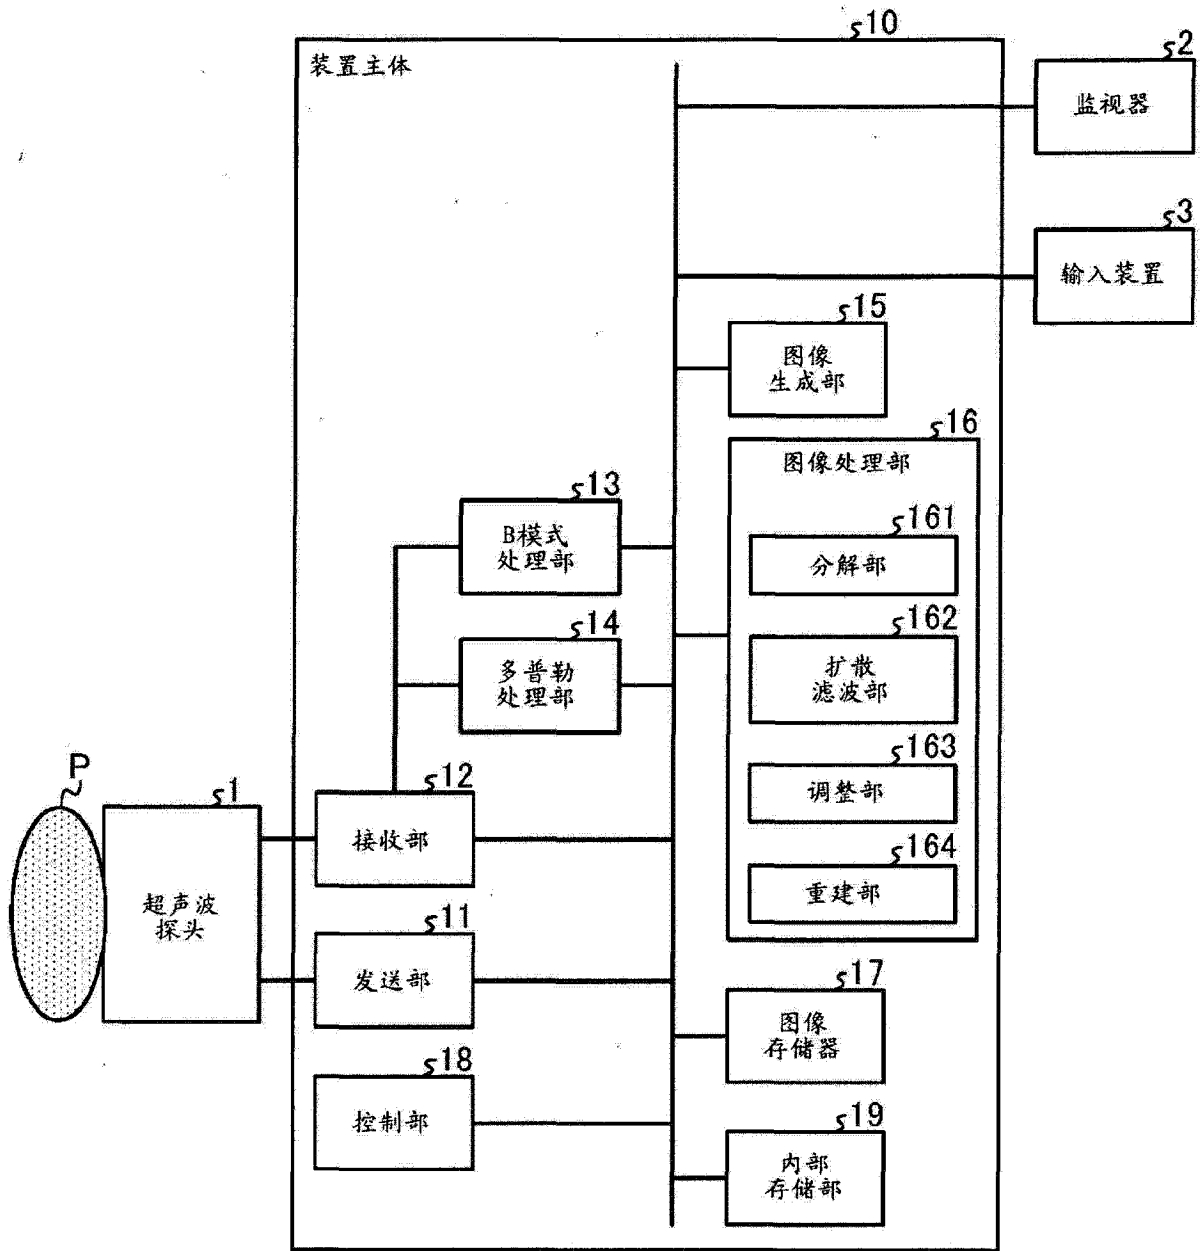 10
装置主体
2
监视器
3
输入装置
15
图像
生成部
16
图像处理部
161
分解部
162
扩散
滤波部
163
调整部
164
重建部
13
B模式
处理部
14
多普勒
处理部
P
1
超声波
探头
12
接收部
11
发送部
18
控制部
17
图像
存储器
19
内部
存储部